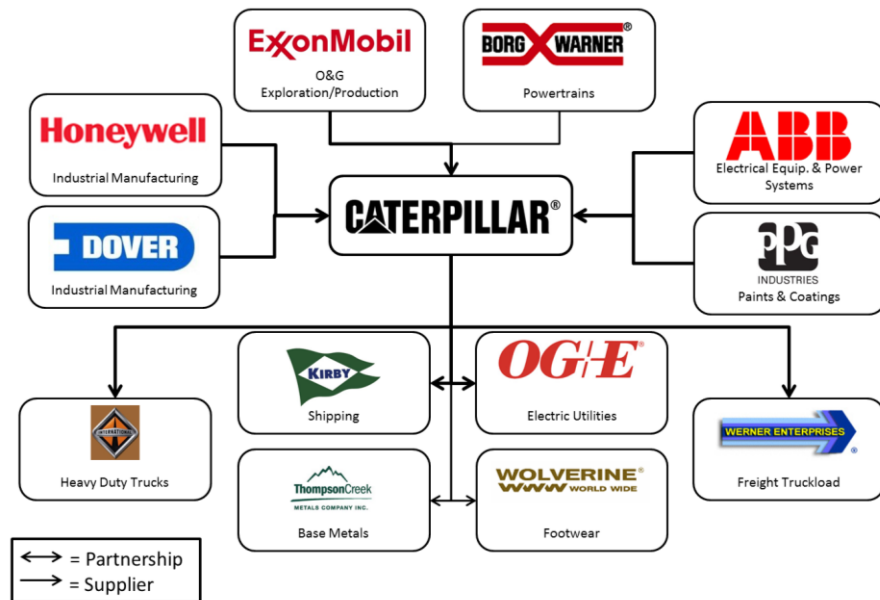 ExxonMobil
O&G
Exploration/Production
BORG WARNER®
Powertrains
Honeywell
Industrial Manufacturing
ABB
Electrical Equip. & Power
Systems
CATERPILLAR®
DOVER
Industrial Manufacturing
PPG
INDUSTRIES
Paints & Coatings
KIRBY
Shipping
OG+E®
Electric Utilities
INTERNATIONAL
Heavy Duty Trucks
WERNER ENTERPRISES
®
Freight Truckload
ThompsonCreek
METALS COMPANY INC.
Base Metals
WOLVERINE®
WORLD WIDE
Footwear
= Partnership
= Supplier